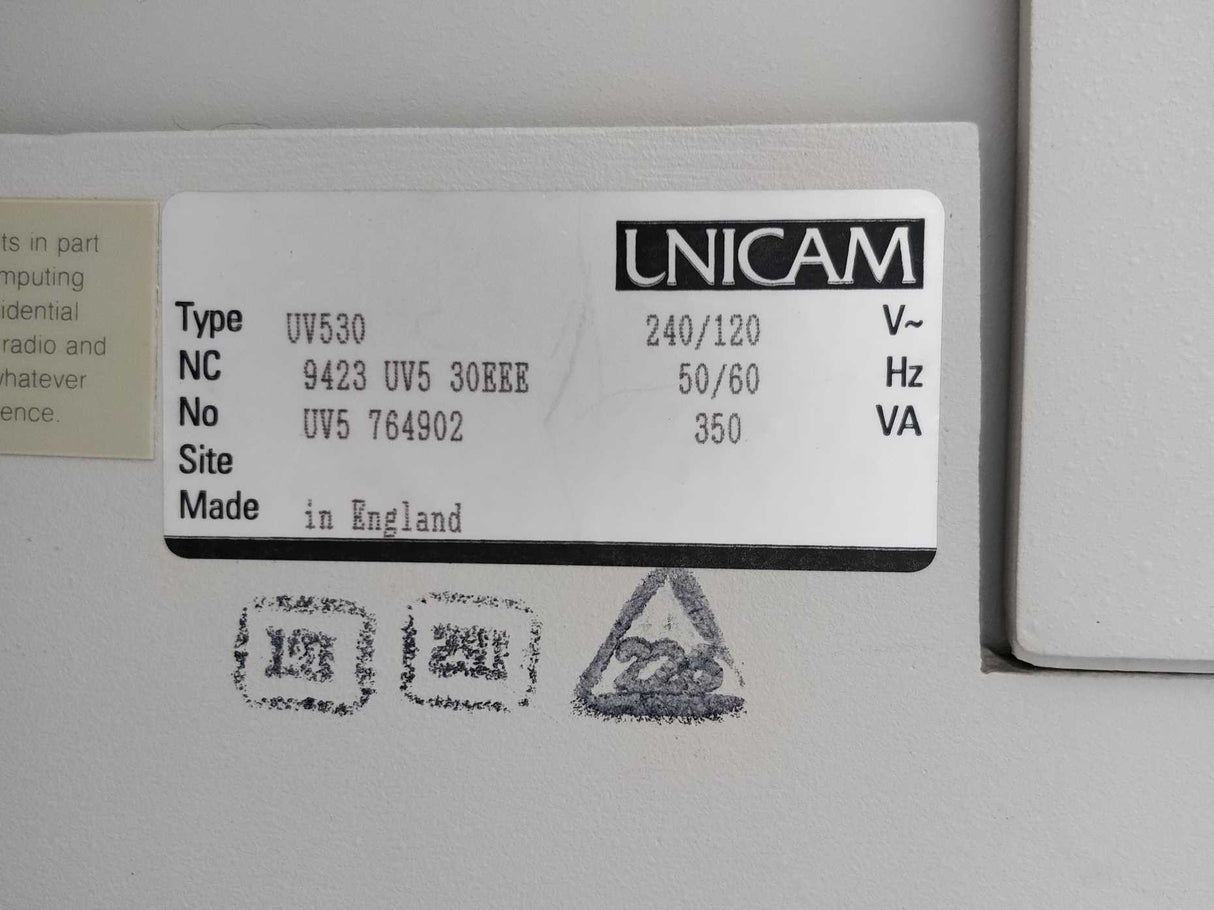 ts in part
mputing
idential
radio and
whatever
ence.
UNICAM
Type UV530 240/120 V~
NC 9423 UV5 30EEE 50/60 Hz
No UV5 764902 350 VA
Site
Made in England